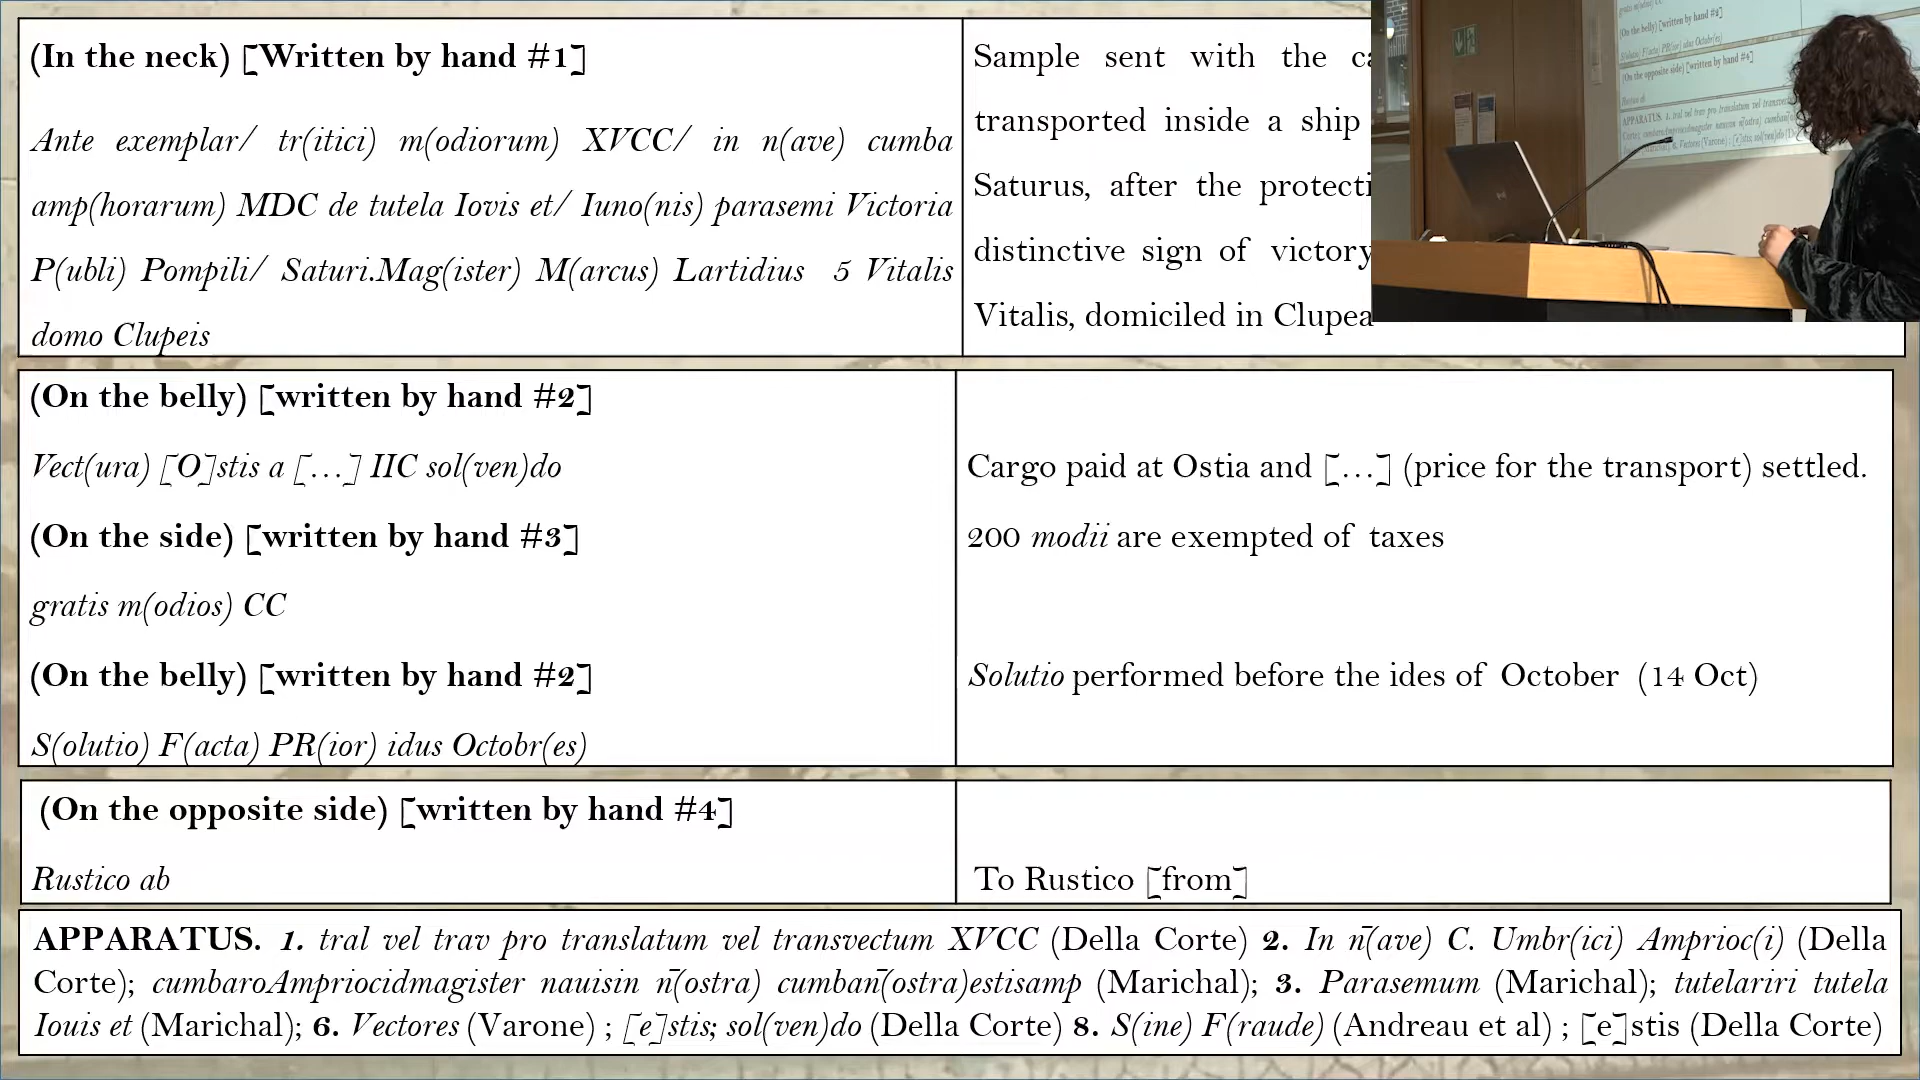 (In the neck) [Written by hand #1]
Ante exemplar/ tr(itici) m(odiorum) XVCC/ in n(ave) cumba
amp(horarum) MDC de tutela Iovis et/ Iuno(nis) parasemi Victoria
P(ubli) Pompili/ Saturi.Mag(ister) M(arcus) Lartidius 5 Vitalis
domo Clupeis
Sample sent with the
transported inside a ship
Saturus, after the
distinctive sign of victory
Vitalis, domiciled in Clupea
(On the belly) [written by hand #2]
Vect(ura) [O]stis a [...] IIC sol(ven)do
(On the side) [written by hand #3]
gratis m(odios) CC
(On the belly) [written by hand #2]
S(olutio) F(acta) PR(ior) idus Octobr(es)
Cargo paid at Ostia and [...] (price for the transport) settled.
200 modii are exempted of taxes
Solutio performed before the ides of October (14 Oct)
(On the opposite side) [written by hand #4]
Rustico ab
To Rustico [from]
APPARATUS. 1. tral vel trav pro translatum vel transvectum XVCC (Della Corte) 2. In n̄(ave) C. Umbr(ici) Amprioc(i) (Della
Corte); cumbaroAmpriocidmagister nauisin n̄(ostra) cumban̄(ostra)estisamp (Marichal); 3. Parasemum (Marichal); tutelariri tutela
Iouis et (Marichal); 6. Vectores (Varone) ; [e]stis; sol(ven)do (Della Corte) 8. S(ine) F(raude) (Andreau et al) ; [e]stis (Della Corte)